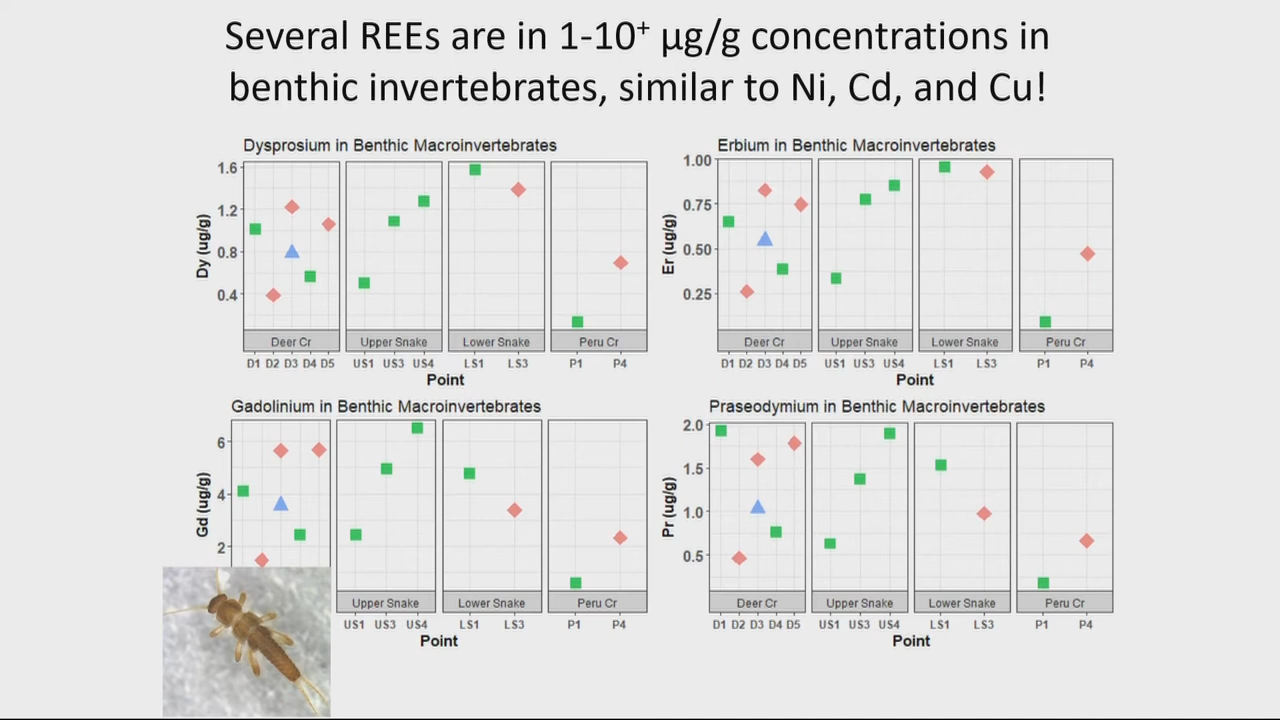 Several REEs are in 1-10⁺ µg/g concentrations in
benthic invertebrates, similar to Ni, Cd, and Cu!
Dysprosium in Benthic Macroinvertebrates
Dy (ug/g)
1.6
1.2
0.8
0.4
Deer Cr
Upper Snake
Lower Snake
Peru Cr
D1 D2 D3 D4 D5
US1 US3 US4
LS1 LS3
P1 P4
Point
Erbium in Benthic Macroinvertebrates
Er (ug/g)
1.00
0.75
0.50
0.25
Deer Cr
Upper Snake
Lower Snake
Peru Cr
D1 D2 D3 D4 D5
US1 US3 US4
LS1 LS3
P1 P4
Point
Gadolinium in Benthic Macroinvertebrates
Gd (ug/g)
6
4
2
Upper Snake
Lower Snake
Peru Cr
US1 US3 US4
LS1 LS3
P1 P4
Point
Praseodymium in Benthic Macroinvertebrates
Pr (ug/g)
2.0
1.5
1.0
0.5
Deer Cr
Upper Snake
Lower Snake
Peru Cr
D1 D2 D3 D4 D5
US1 US3 US4
LS1 LS3
P1 P4
Point